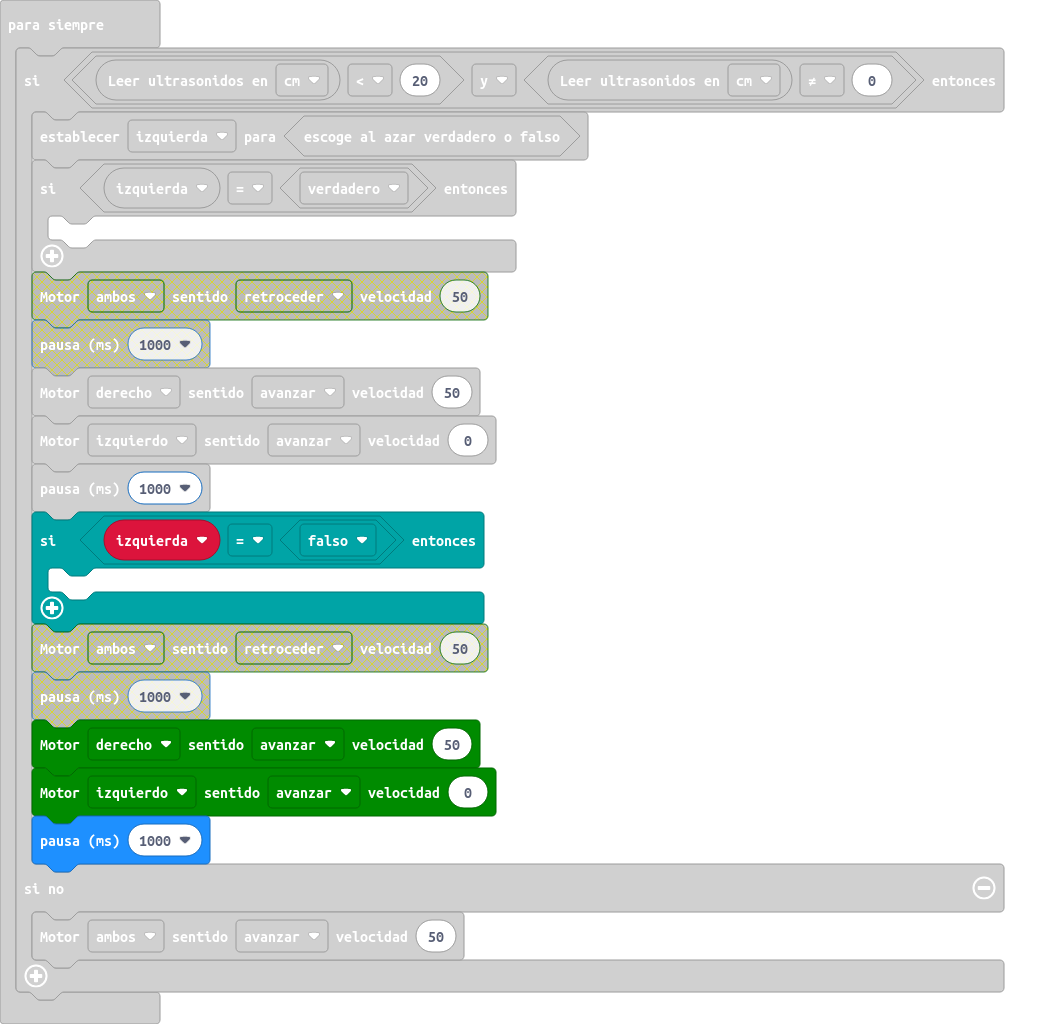 para siempre
si Leer ultrasonidos en cm < 20 y Leer ultrasonidos en cm ≠ 0 entonces
establecer izquierda para escoge al azar verdadero o falso
si izquierda = verdadero entonces
Motor ambos sentido retroceder velocidad 50
pausa (ms) 1000
Motor derecho sentido avanzar velocidad 50
Motor izquierdo sentido avanzar velocidad 0
pausa (ms) 1000
si izquierda = falso entonces
Motor ambos sentido retroceder velocidad 50
pausa (ms) 1000
Motor derecho sentido avanzar velocidad 50
Motor izquierdo sentido avanzar velocidad 0
pausa (ms) 1000
si no
Motor ambos sentido avanzar velocidad 50